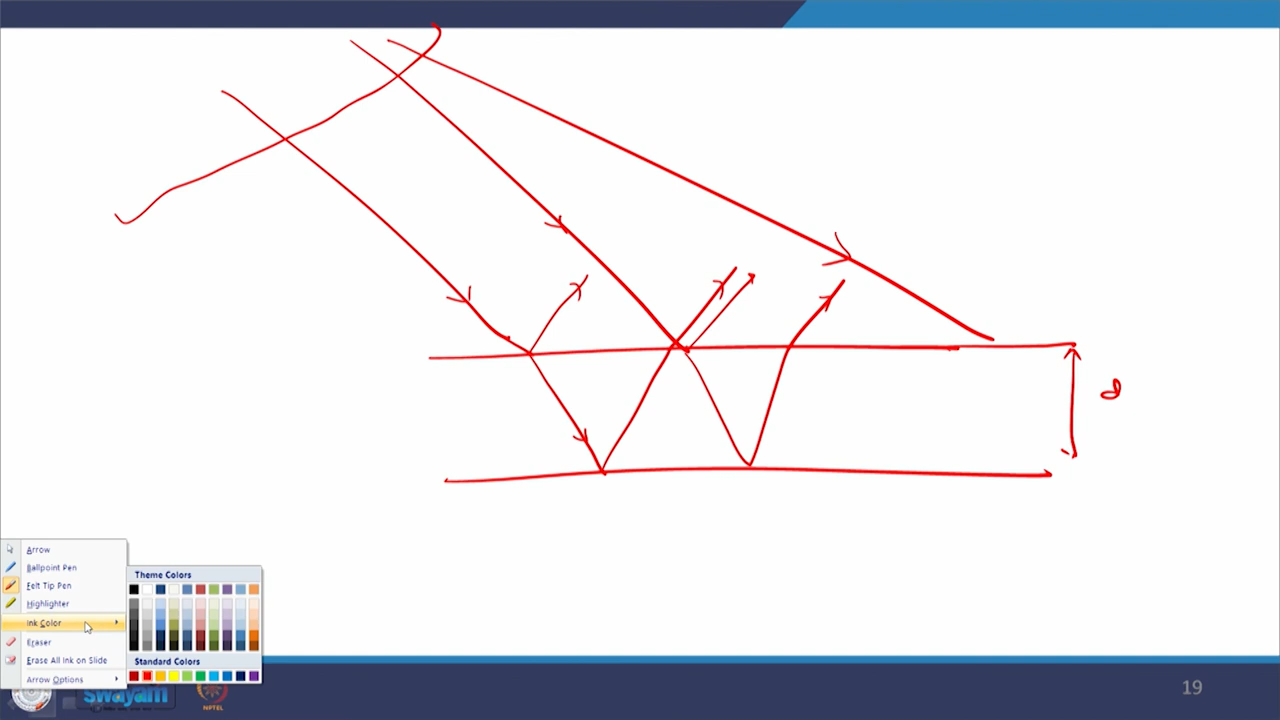 d
Arrow
Ballpoint Pen
Felt Tip Pen
Highlighter
Ink Color
Eraser
Erase All Ink on Slide
Arrow Options
Theme Colors
Standard Colors
swayam
NPTEL
19